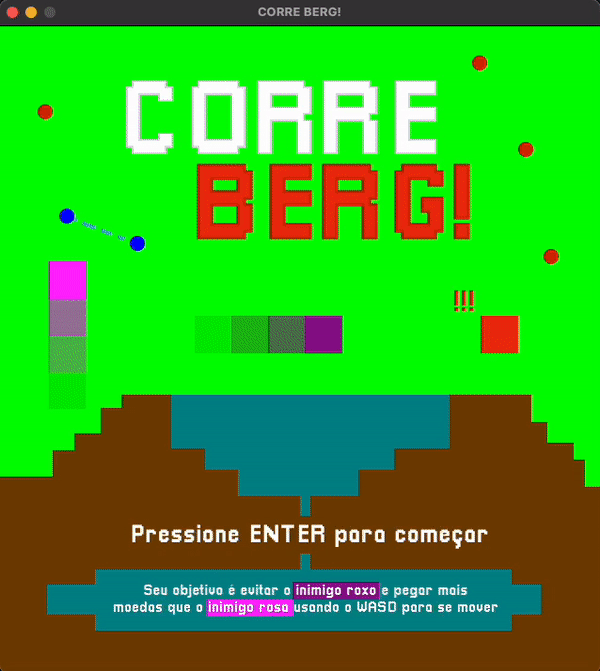 CORRE BERG!
CORRE
BERG!
!!!
Pressione ENTER para começar
Seu objetivo é evitar o inimigo roxo e pegar mais
moedas que o inimigo rosa usando o WASD para se mover